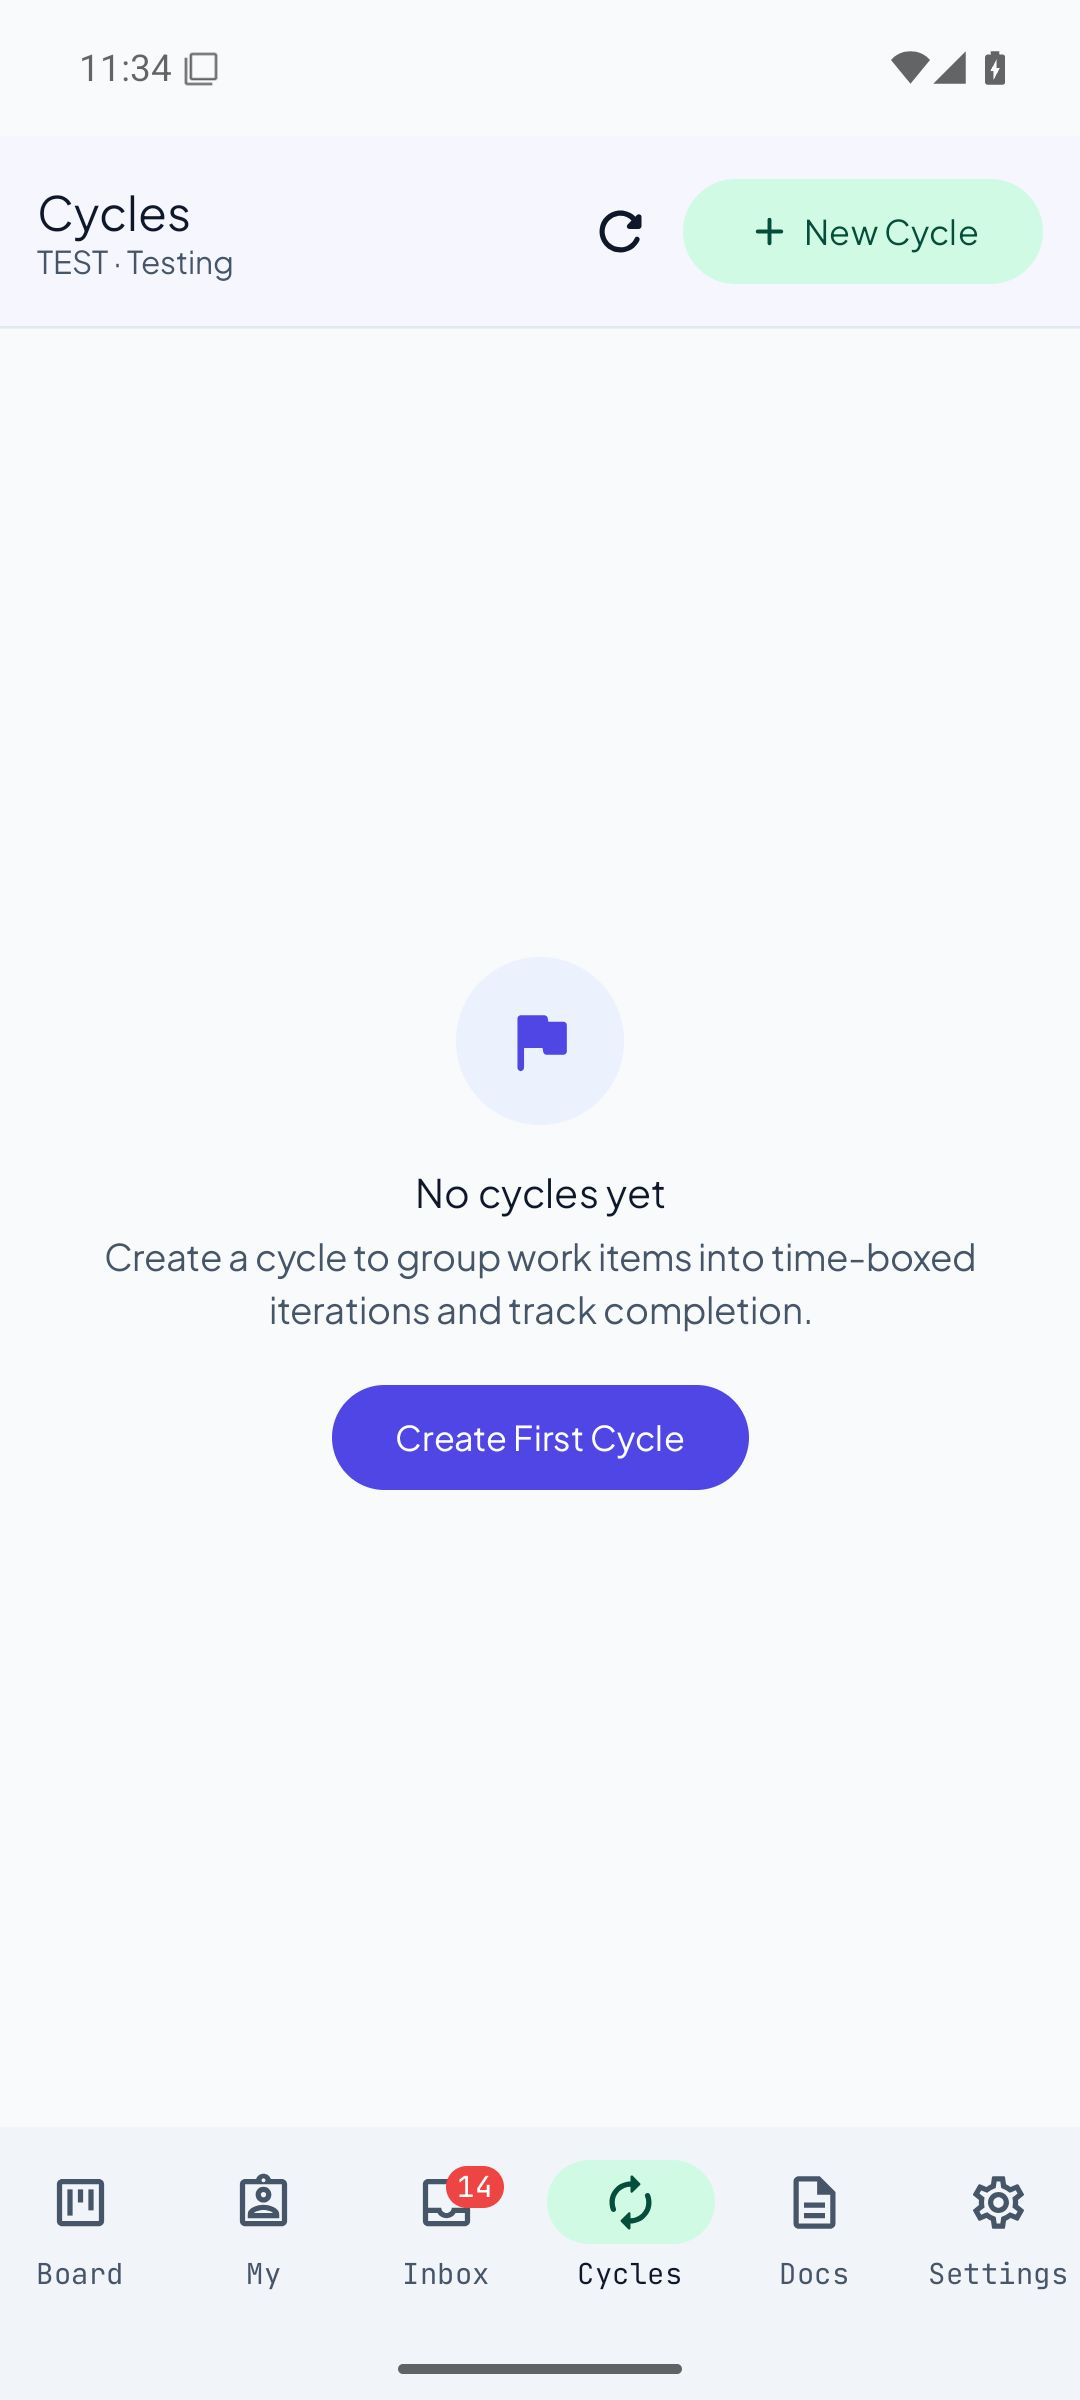 11:34
Cycles
TEST · Testing
New Cycle
No cycles yet
Create a cycle to group work items into time-boxed
iterations and track completion.
Create First Cycle
14
Board
My
Inbox
Cycles
Docs
Settings